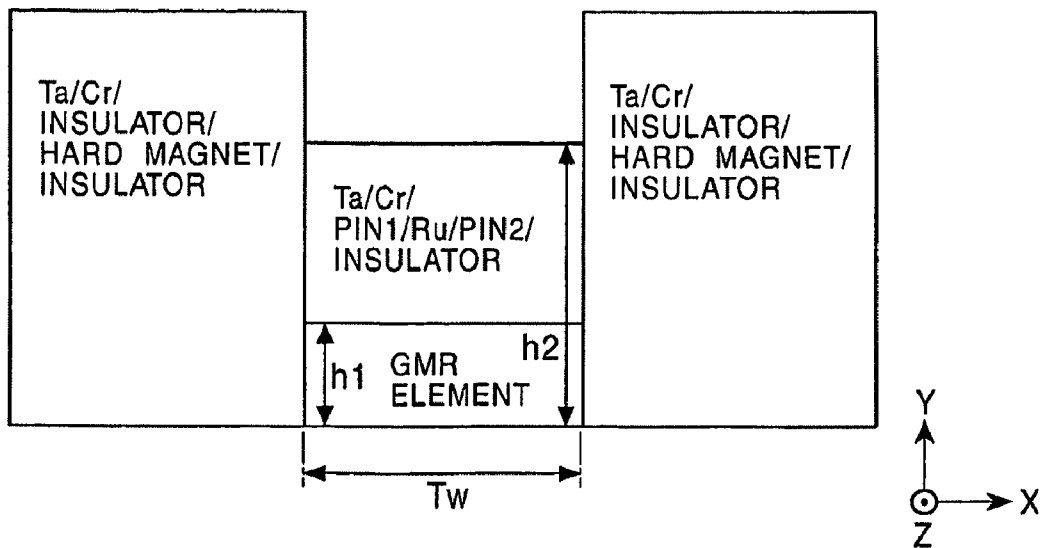 Ta/Cr/
INSULATOR/
HARD MAGNET/
INSULATOR
Ta/Cr/
PIN1/Ru/PIN2/
INSULATOR
Ta/Cr/
INSULATOR/
HARD MAGNET/
INSULATOR
h1
GMR
ELEMENT
h2
Tw
Y
X
Z